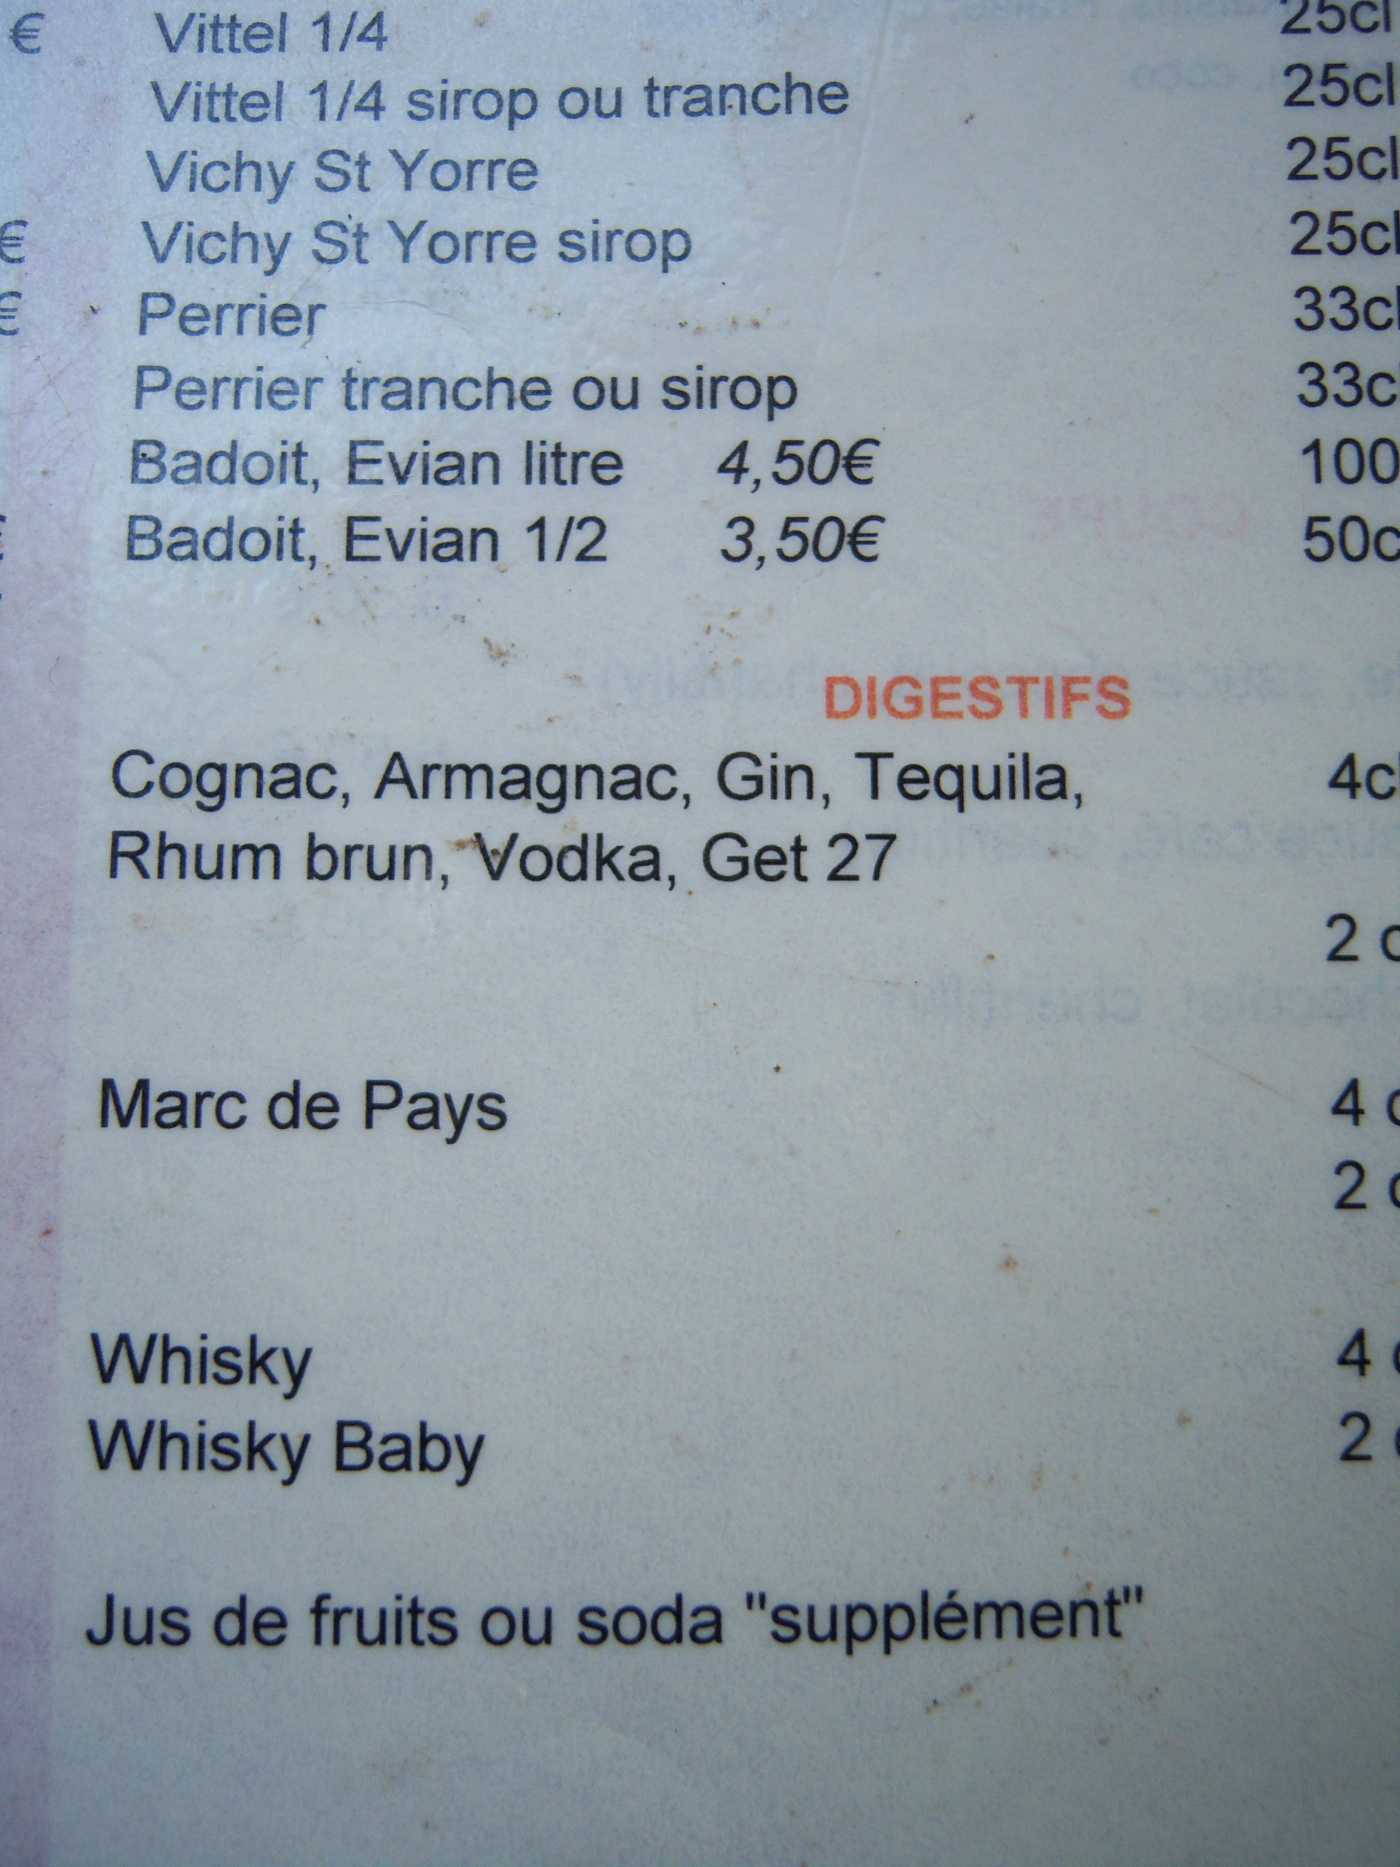 € Vittel 1/4 25cl
Vittel 1/4 sirop ou tranche 25cl
Vichy St Yorre 25cl
€ Vichy St Yorre sirop 25cl
€ Perrier 33cl
Perrier tranche ou sirop 33c
Badoit, Evian litre 4,50€ 100
€ Badoit, Evian 1/2 3,50€ 50c
DIGESTIFS
Cognac, Armagnac, Gin, Tequila, 4cl
Rhum brun, Vodka, Get 27
2 c
Marc de Pays 4 c
2 c
Whisky 4 c
Whisky Baby 2 c
Jus de fruits ou soda "supplément"